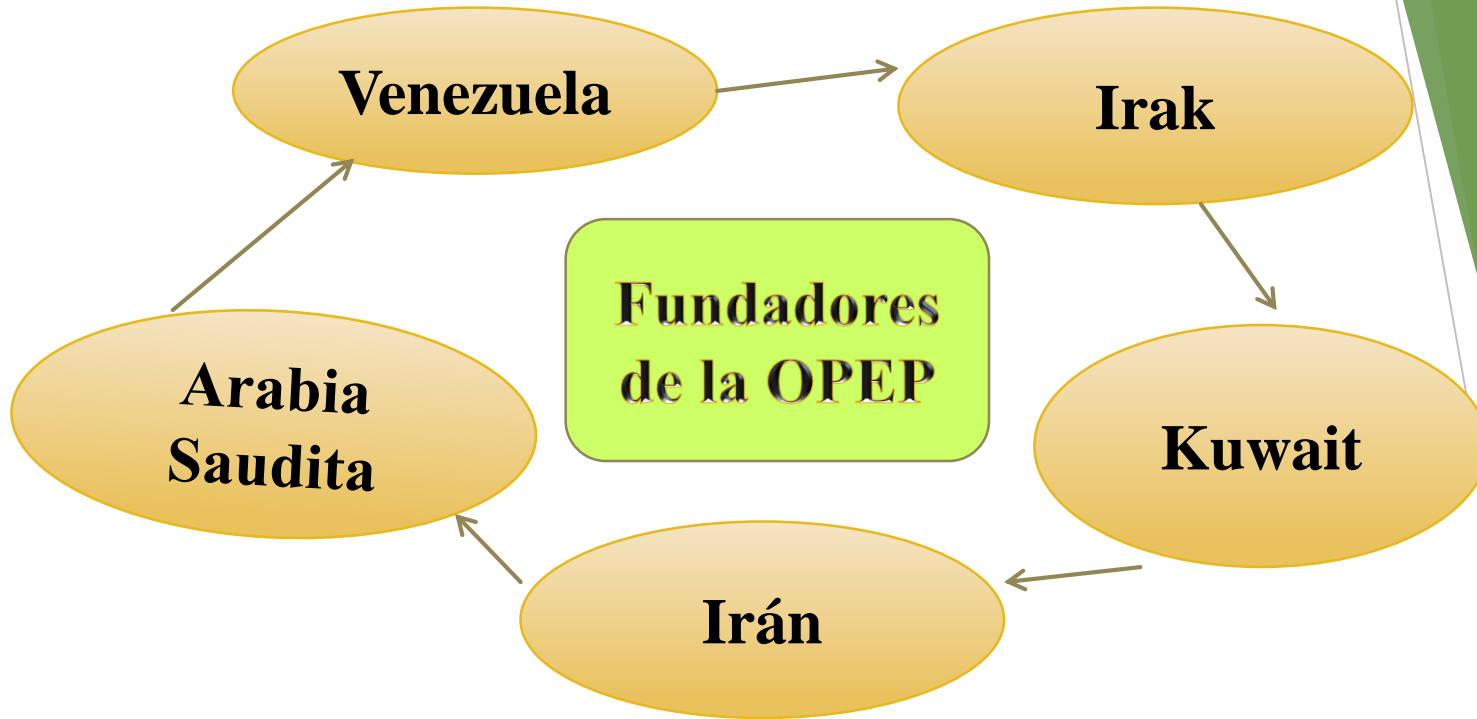 Venezuela
Irak
Fundadores
de la OPEP
Arabia
Saudita
Kuwait
Irán